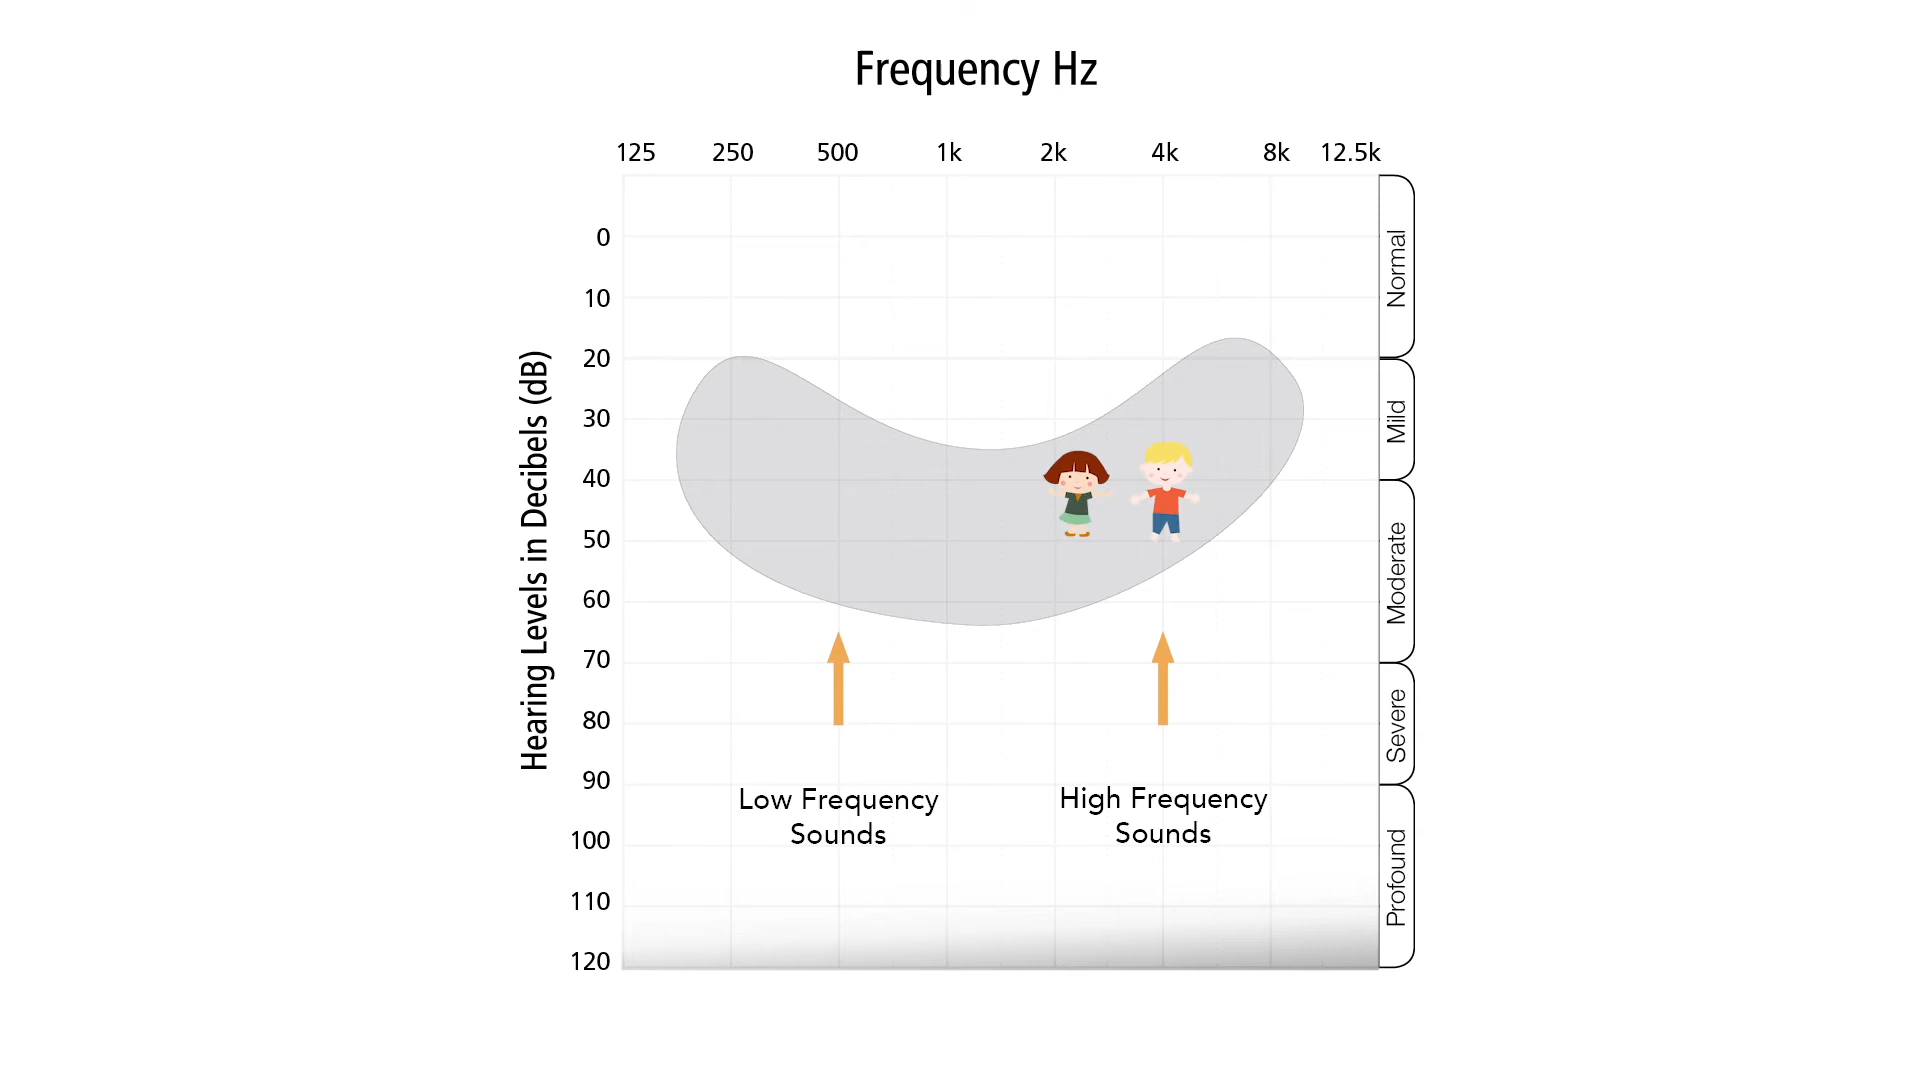 Frequency Hz
125 250 500 1k 2k 4k 8k 12.5k
Hearing Levels in Decibels (dB)
0
10
20
30
40
50
60
70
80
90
100
110
120
Normal
Mild
Moderate
Severe
Profound
Low Frequency
Sounds
High Frequency
Sounds